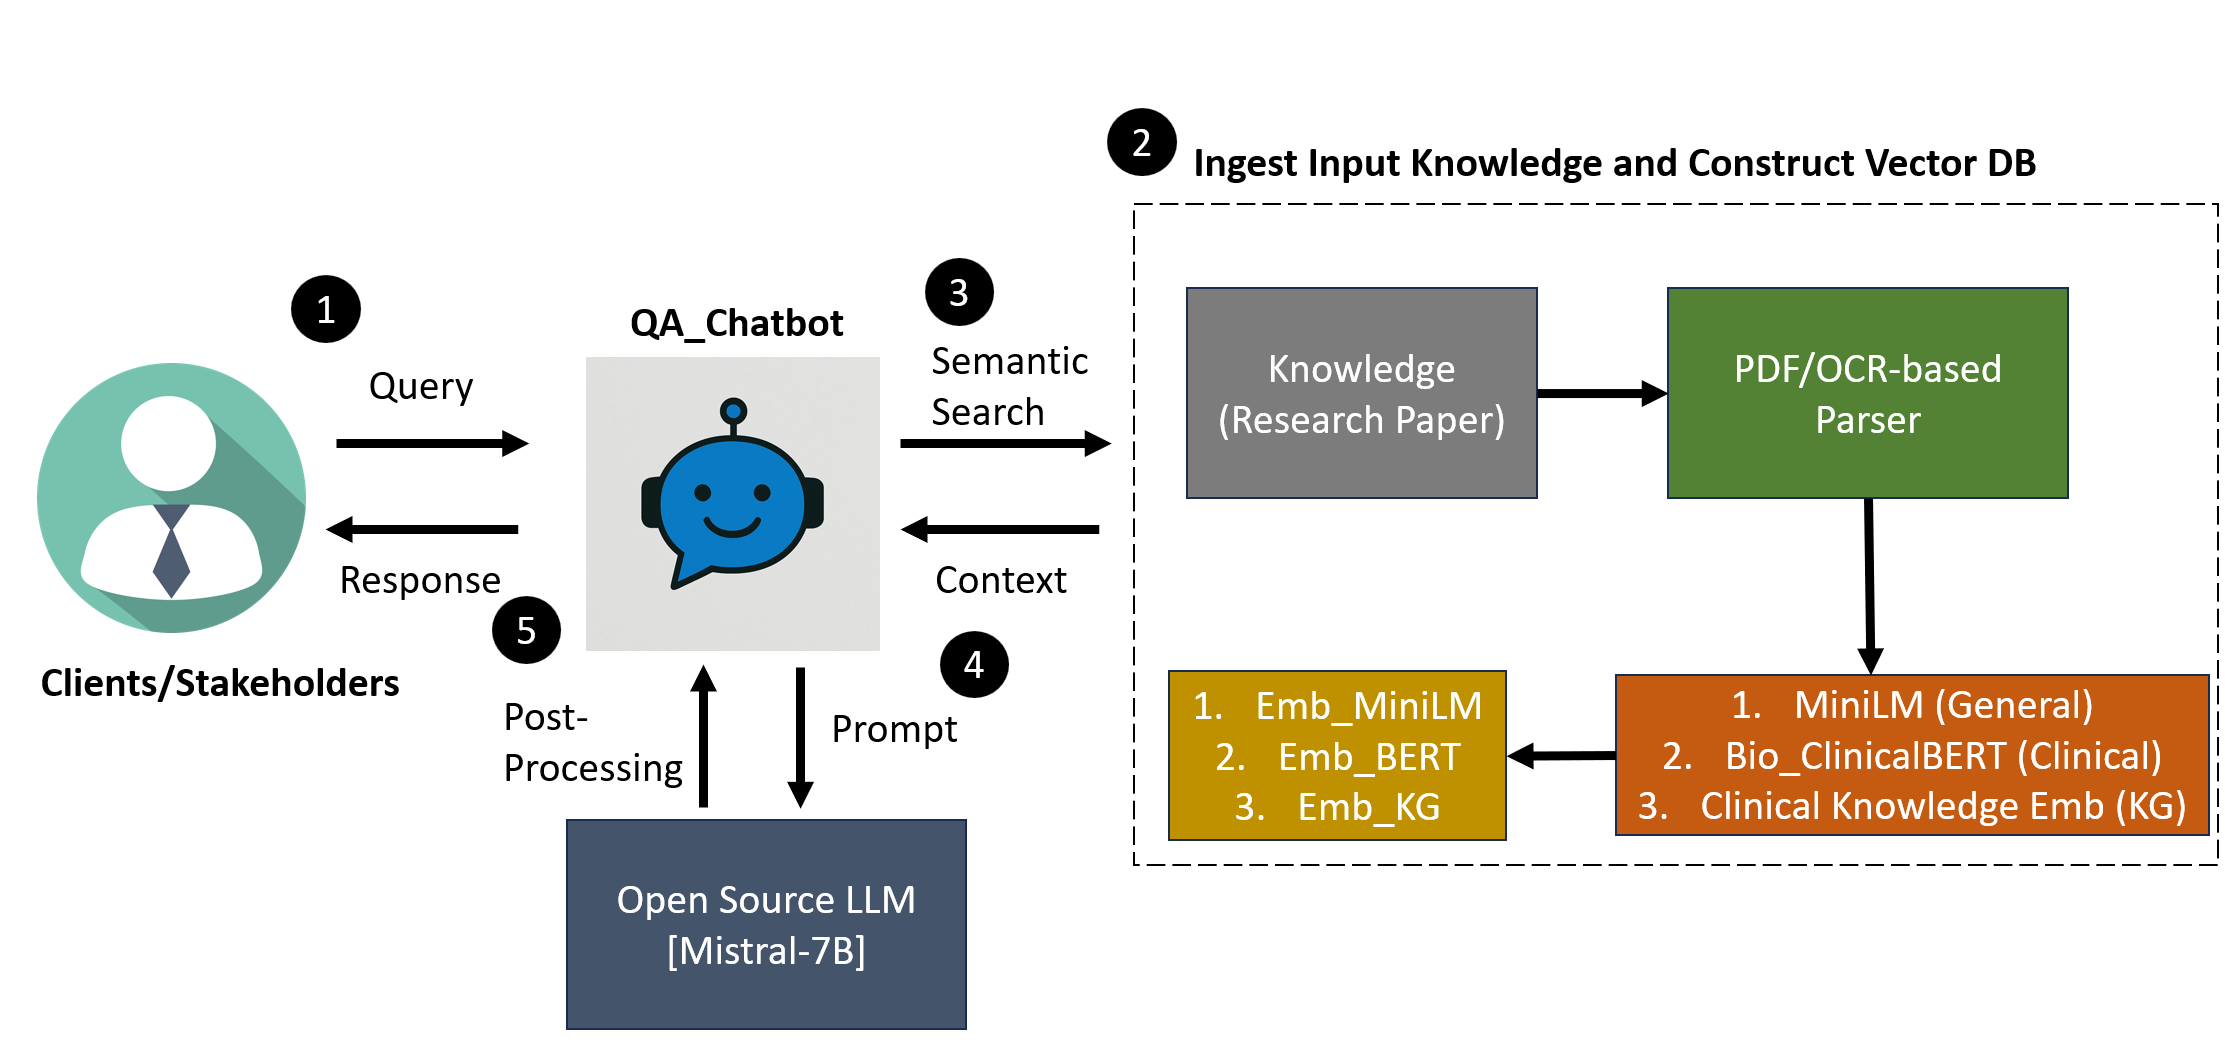 2
Ingest Input Knowledge and Construct Vector DB
1
Query
QA_Chatbot
3
Semantic
Search
Knowledge
(Research Paper)
PDF/OCR-based
Parser
Response
Context
Clients/Stakeholders
5
Post-
Processing
4
Prompt
1. Emb_MiniLM
2. Emb_BERT
3. Emb_KG
1. MiniLM (General)
2. Bio_ClinicalBERT (Clinical)
3. Clinical Knowledge Emb (KG)
Open Source LLM
[Mistral-7B]